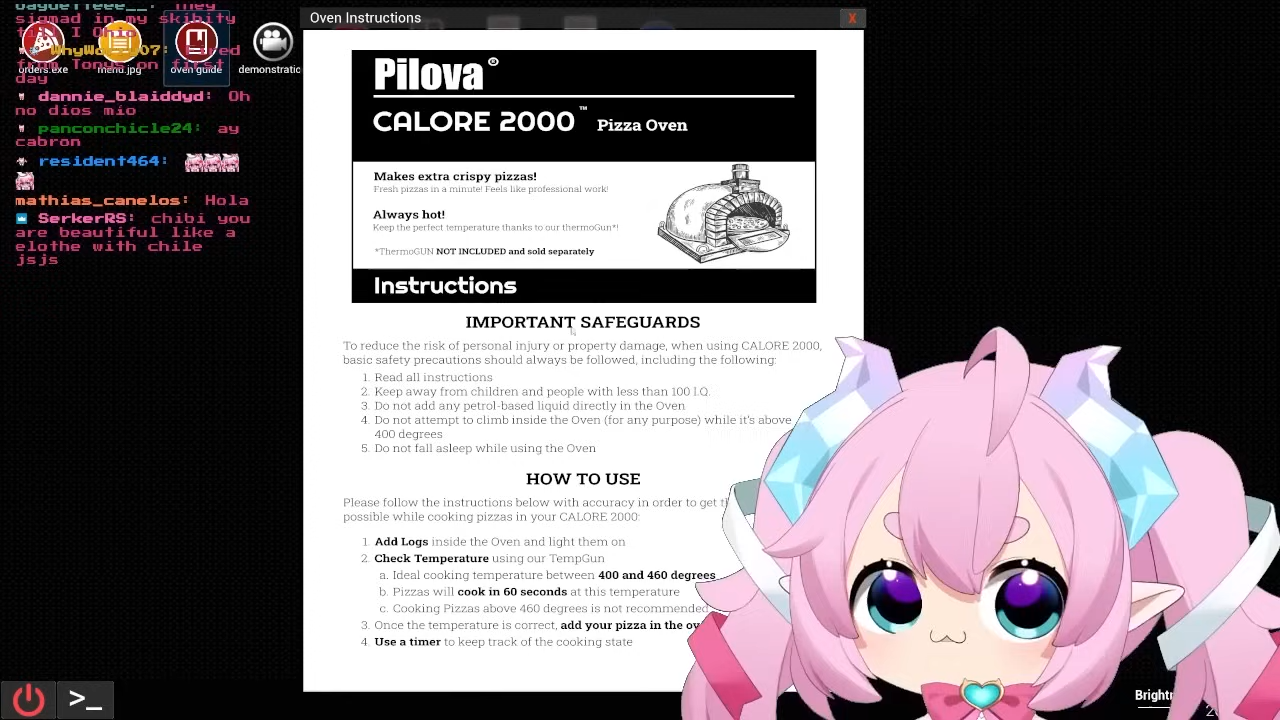 sigmad in my skibity
orders.exe
menu.jpg
oven guide
day
dannie_blaiddyd: Oh
no dios mío
panconchicle24: ay
cabron
resident464:
mathias_canelos: Hola
SerkerRS: chibi you
are beautiful like a
elothe with chile
jsjs
>_
Oven Instructions
X
Pilova®
CALORE 2000™ Pizza Oven
Makes extra crispy pizzas!
Fresh pizzas in a minute! Feels like professional work!
Always hot!
Keep the perfect temperature thanks to our thermoGun*!
*ThermoGUN NOT INCLUDED and sold separately
Instructions
IMPORTANT SAFEGUARDS
To reduce the risk of personal injury or property damage, when using CALORE 2000,
basic safety precautions should always be followed, including the following:
1. Read all instructions
2. Keep away from children and people with less than 100 I.Q.
3. Do not add any petrol-based liquid directly in the Oven
4. Do not attempt to climb inside the Oven (for any purpose) while it's above
400 degrees
5. Do not fall asleep while using the Oven
HOW TO USE
Please follow the instructions below with accuracy in order to get
possible while cooking pizzas in your CALORE 2000:
1. Add Logs inside the Oven and light them on
2. Check Temperature using our TempGun
a. Ideal cooking temperature between 400 and 460 degrees
b. Pizzas will cook in 60 seconds at this temperature
c. Cooking Pizzas above 460 degrees is not recommended
3. Once the temperature is correct, add your pizza in the
4. Use a timer to keep track of the cooking state